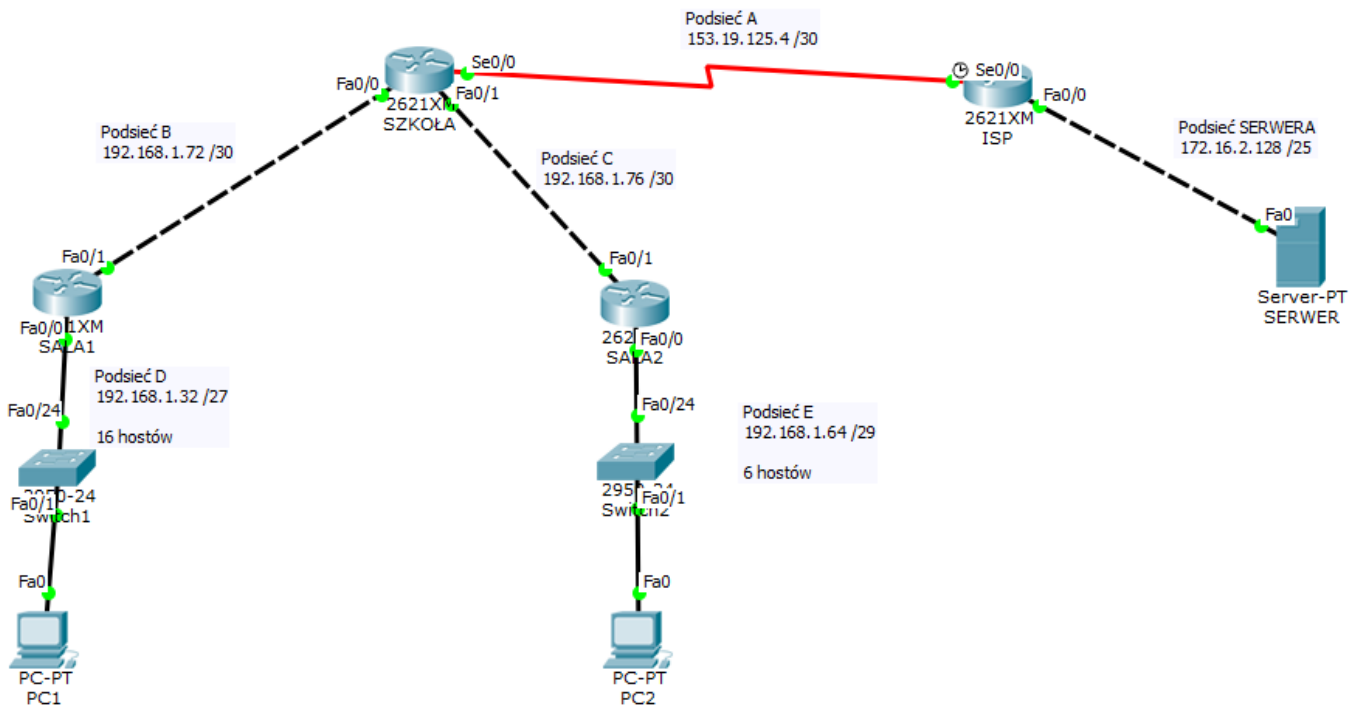 Podsieć A
153.19.125.4 /30
Se0/0
Fa0/0
Fa0/1
2621XM
SZKOŁA
Se0/0
Fa0/0
2621XM
ISP
Podsieć B
192.168.1.72 /30
Podsieć C
192.168.1.76 /30
Podsieć SERWERA
172.16.2.128 /25
Fa0
Server-PT
SERWER
Fa0/1
Fa0/0
1XM
SALA1
Fa0/1
Fa0/0
262
SALA2
Podsieć D
192.168.1.32 /27
16 hostów
Fa0/24
Fa0/24
Podsieć E
192.168.1.64 /29
6 hostów
Fa0/1
Switch1
Fa0/1
Switch2
Fa0
PC-PT
PC1
Fa0
PC-PT
PC2